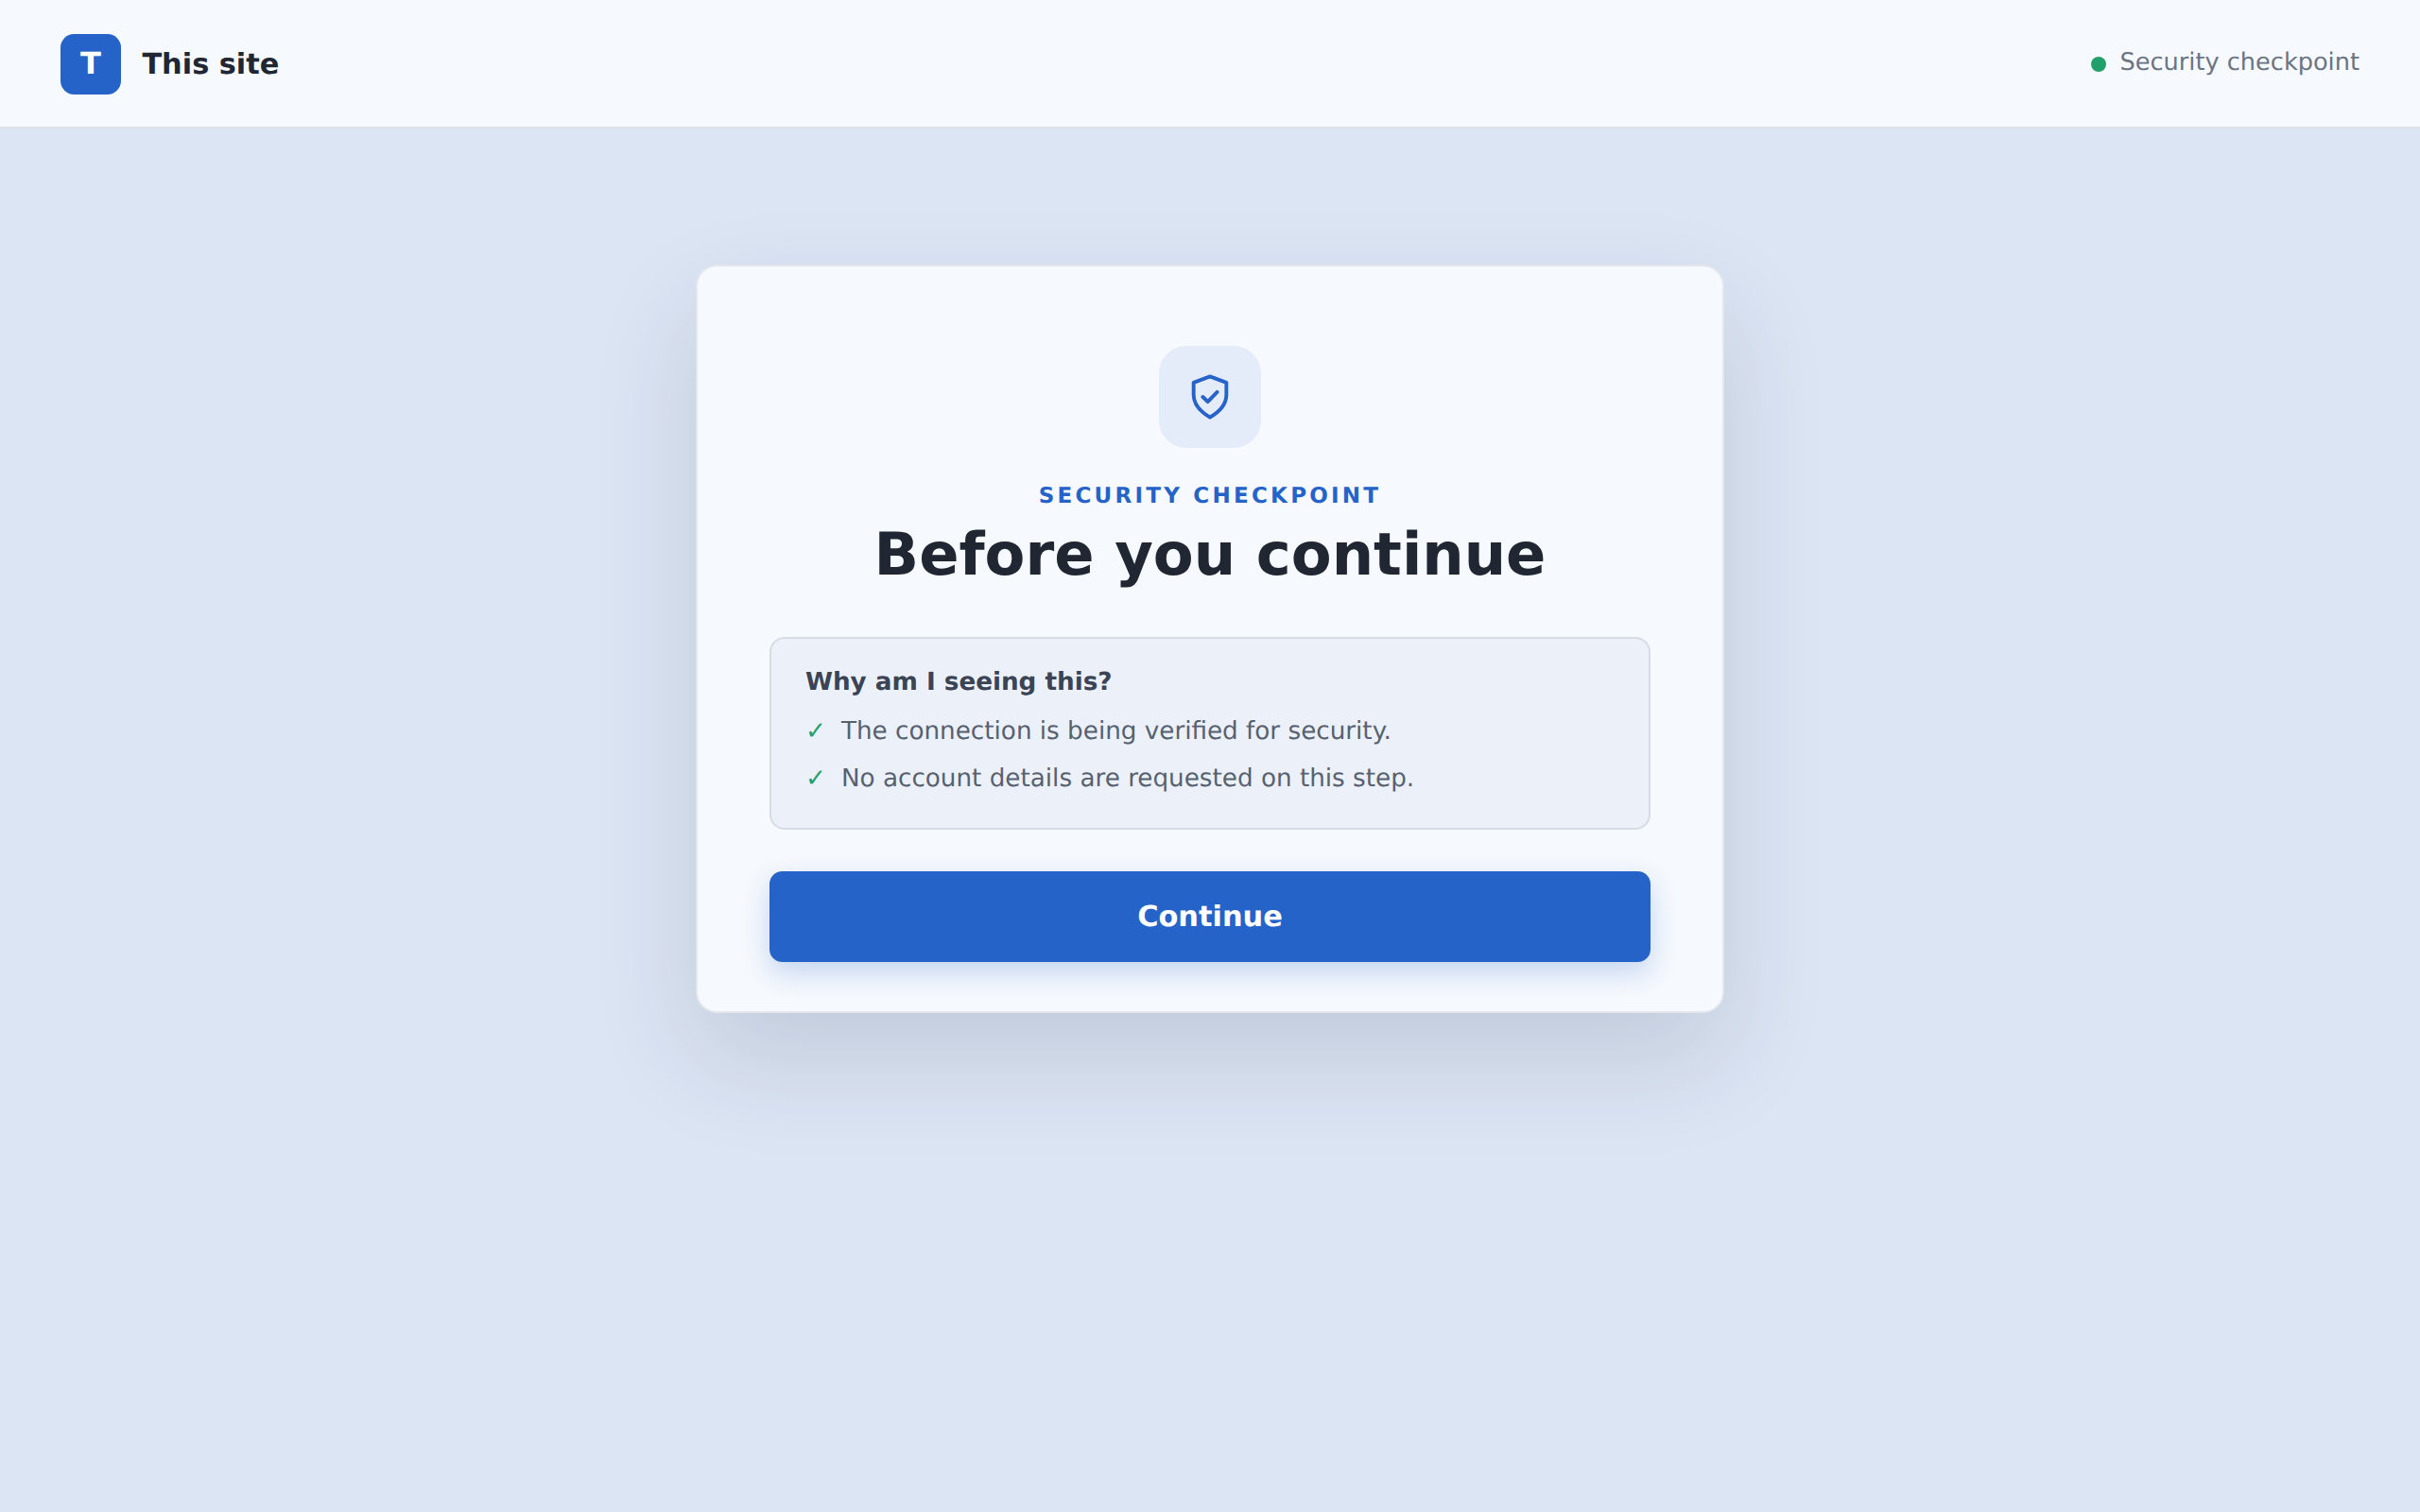 T
This site
Security checkpoint
SECURITY CHECKPOINT
Before you continue
Why am I seeing this?
✓ The connection is being verified for security.
✓ No account details are requested on this step.
Continue